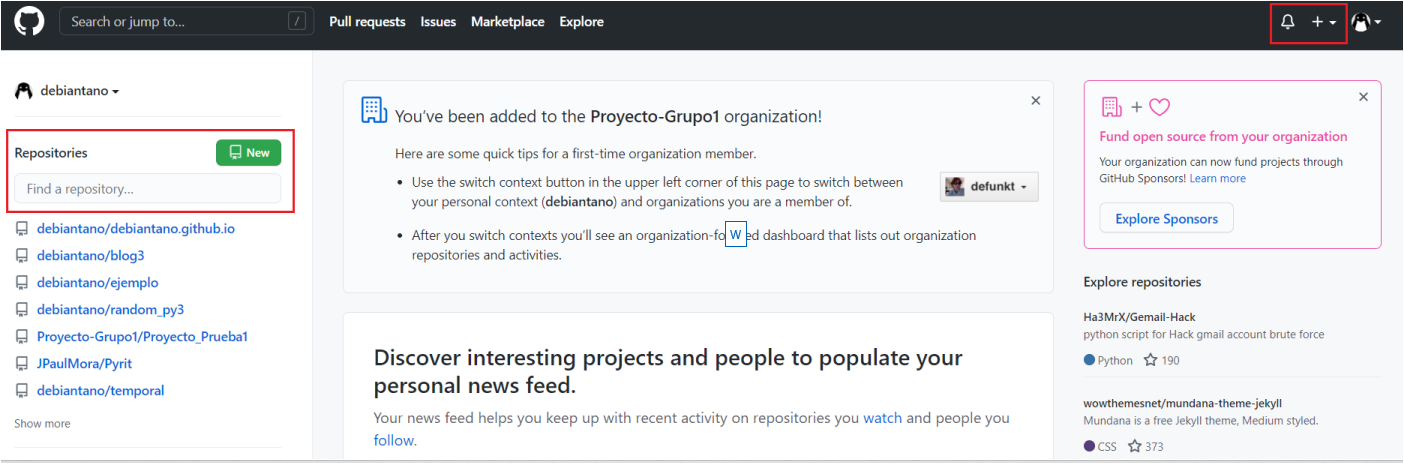 Search or jump to... /
Pull requests Issues Marketplace Explore
debiantano
Repositories
New
Find a repository...
debiantano/debiantano.github.io
debiantano/blog3
debiantano/ejemplo
debiantano/random_py3
Proyecto-Grupo1/Proyecto_Prueba1
JPaulMora/Pyrit
debiantano/temporal
Show more
You've been added to the Proyecto-Grupo1 organization!
Here are some quick tips for a first-time organization member.
• Use the switch context button in the upper left corner of this page to switch between
your personal context (debiantano) and organizations you are a member of.
defunkt
• After you switch contexts you'll see an organization-fo W ed dashboard that lists out organization
repositories and activities.
Discover interesting projects and people to populate your
personal news feed.
Your news feed helps you keep up with recent activity on repositories you watch and people you
follow.
Fund open source from your organization
Your organization can now fund projects through
GitHub Sponsors! Learn more
Explore Sponsors
Explore repositories
Ha3MrX/Gemail-Hack
python script for Hack gmail account brute force
Python 190
wowthemesnet/mundana-theme-jekyll
Mundana is a free Jekyll theme, Medium styled.
CSS 373